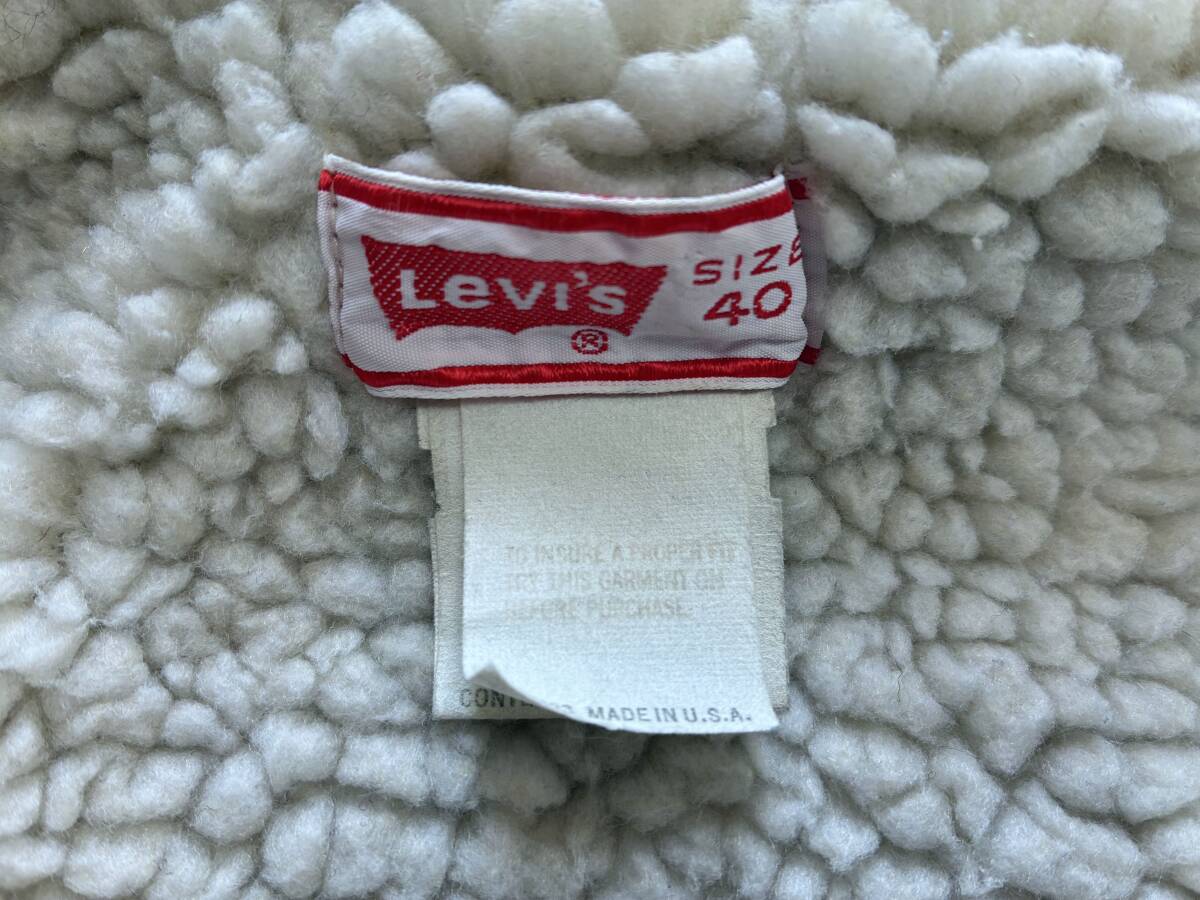 Levi's SIZE
® 40
TO INSURE A PROPER FIT
TRY THIS GARMENT ON
BEFORE PURCHASE.
MADE IN U.S.A.